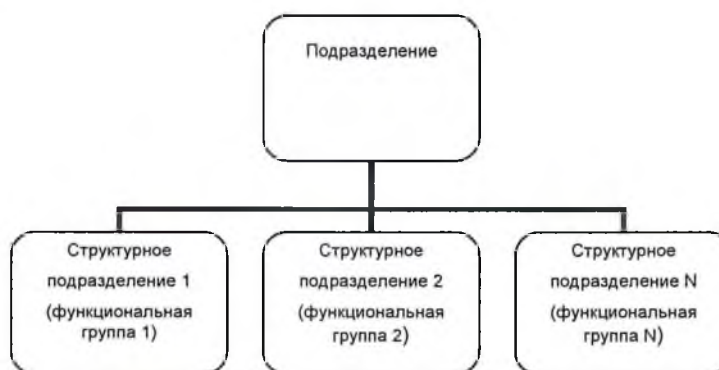 Подразделение
Структурное
подразделение 1
(функциональная
группа 1)
Структурное
подразделение 2
(функциональная
группа 2)
Структурное
подразделение N
(функциональная
группа N)